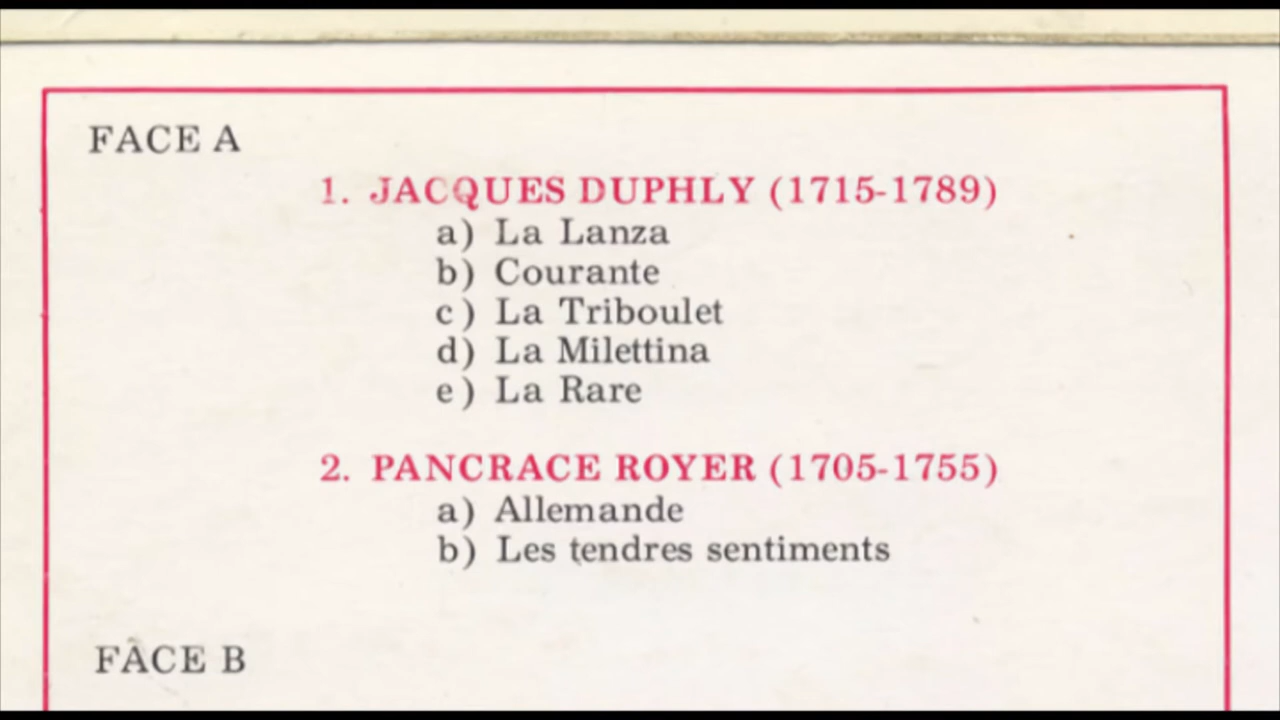 FACE A
1. JACQUES DUPHLY (1715-1789)
a) La Lanza
b) Courante
c) La Triboulet
d) La Milettina
e) La Rare
2. PANCRACE ROYER (1705-1755)
a) Allemande
b) Les tendres sentiments
FACE B